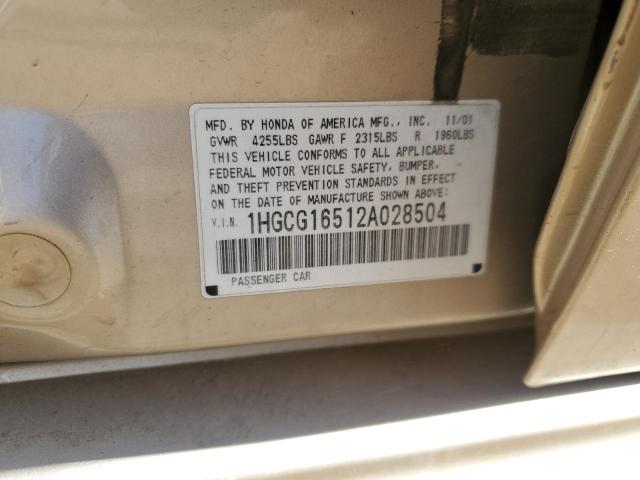 MFD. BY HONDA OF AMERICA MFG., INC. 11/01
GVWR 4255LBS GAWR F 2315LBS R 1960LBS
THIS VEHICLE CONFORMS TO ALL APPLICABLE
FEDERAL MOTOR VEHICLE SAFETY, BUMPER,
AND THEFT PREVENTION STANDARDS IN EFFECT
ON THE DATE OF MANUFACTURE SHOWN ABOVE:
V.I.N. 1HGCG16512A028504
PASSENGER CAR